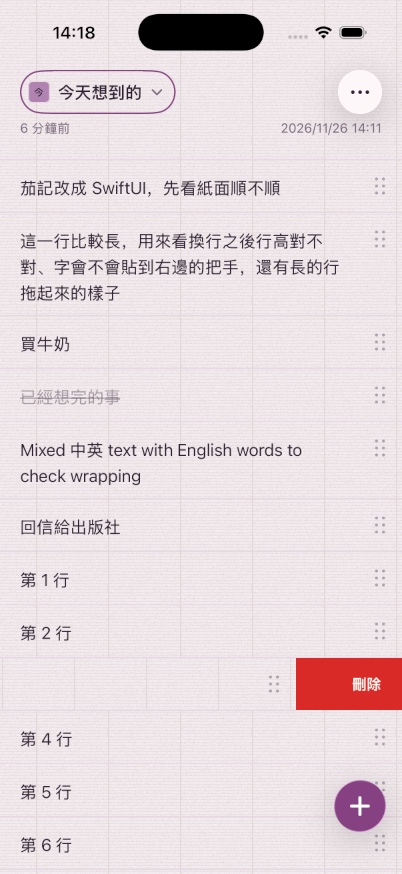 14:18
今 今天想到的
6 分鐘前 2026/11/26 14:11
茄記改成 SwiftUI，先看紙面順不順
這一行比較長，用來看換行之後行高對不
對、字會不會貼到右邊的把手，還有長的行
拖起來的樣子
買牛奶
已經想完的事
Mixed 中英 text with English words to
check wrapping
回信給出版社
第 1 行
第 2 行
刪除
第 4 行
第 5 行
第 6 行